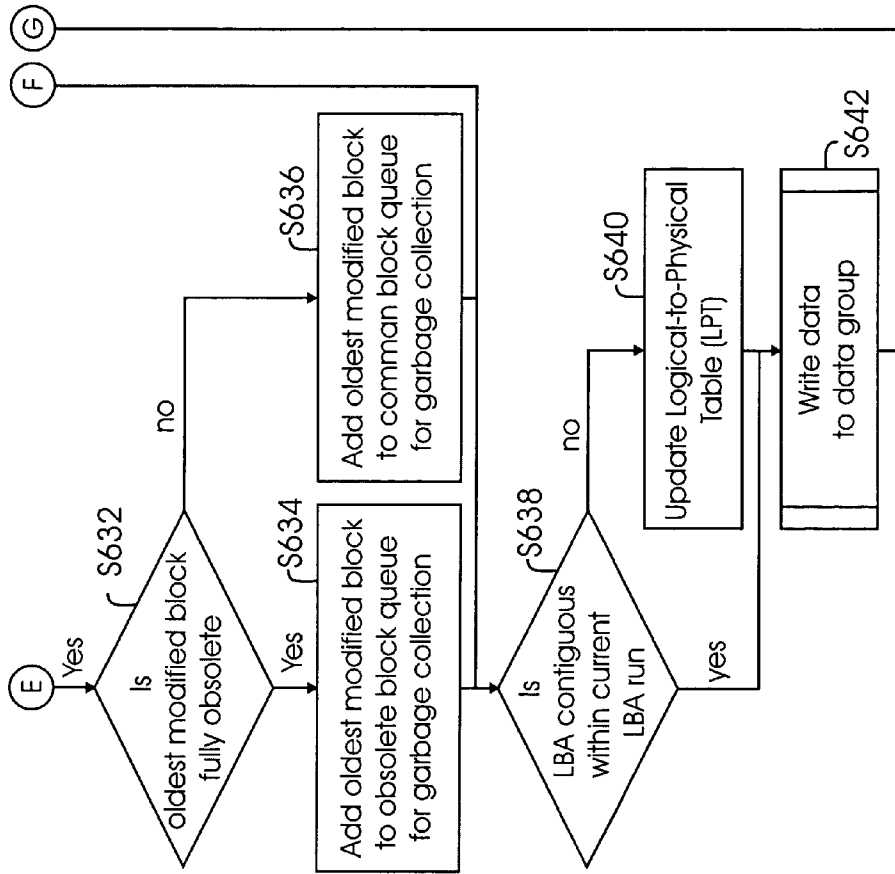 E
F
G
Yes
Is
oldest modified block
fully obsolete
S632
no
Yes
Add oldest modified block
to obsolete block queue
for garbage collection
S634
Add oldest modified block
to comman block queue
for garbage collection
S636
Is
LBA contiguous
within current
LBA run
S638
no
yes
Update Logical-to-Physical
Table (LPT)
S640
Write data
to data group
S642